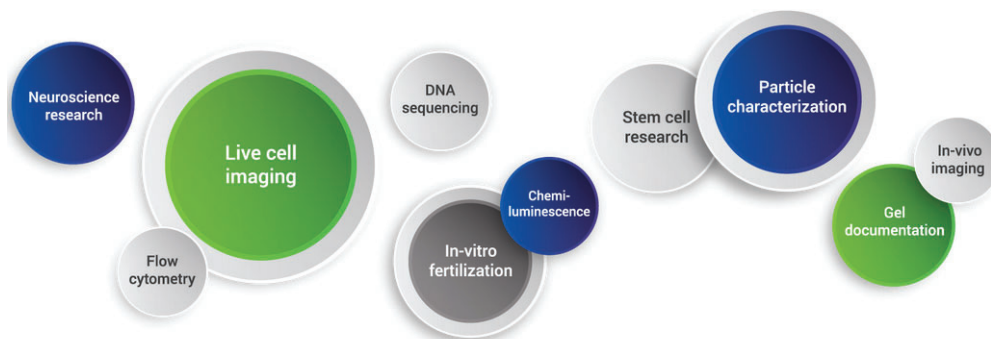 Neuroscience
research
Live cell
imaging
Flow
cytometry
DNA
sequencing
Chemi-
luminescence
In-vitro
fertilization
Stem cell
research
Particle
characterization
In-vivo
imaging
Gel
documentation